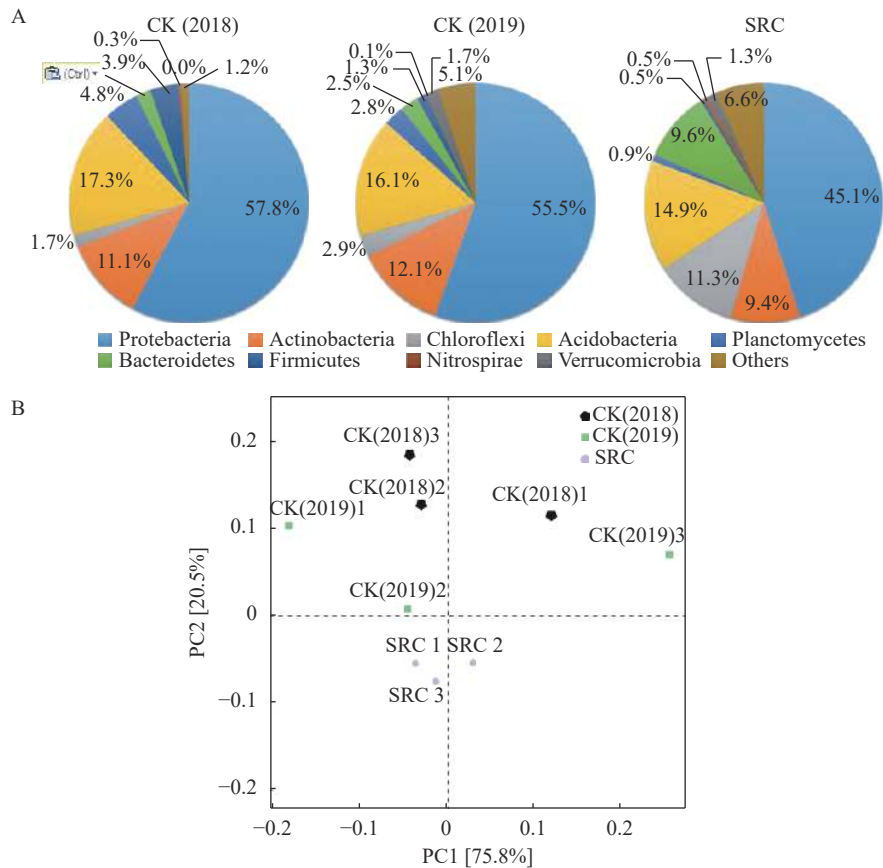 A
CK (2018)
CK (2019)
SRC
(Ctrl)
0.3%
3.9%
0.0%
1.2%
4.8%
17.3%
57.8%
1.7%
11.1%
0.1%
1.3%
1.7%
2.5%
5.1%
2.8%
16.1%
55.5%
2.9%
12.1%
0.5%
1.3%
0.5%
6.6%
9.6%
0.9%
45.1%
14.9%
11.3%
9.4%
Protebacteria Actinobacteria Chloroflexi Acidobacteria Planctomycetes
Bacteroidetes Firmicutes Nitrospirae Verrucomicrobia Others
B
CK(2018)
CK(2019)
SRC
CK(2018)3
CK(2018)2
CK(2018)1
CK(2019)1
CK(2019)3
CK(2019)2
SRC 1
SRC 2
SRC 3
0.2
0.1
0
−0.1
−0.2
PC2 [20.5%]
−0.2 −0.1 0 0.1 0.2
PC1 [75.8%]